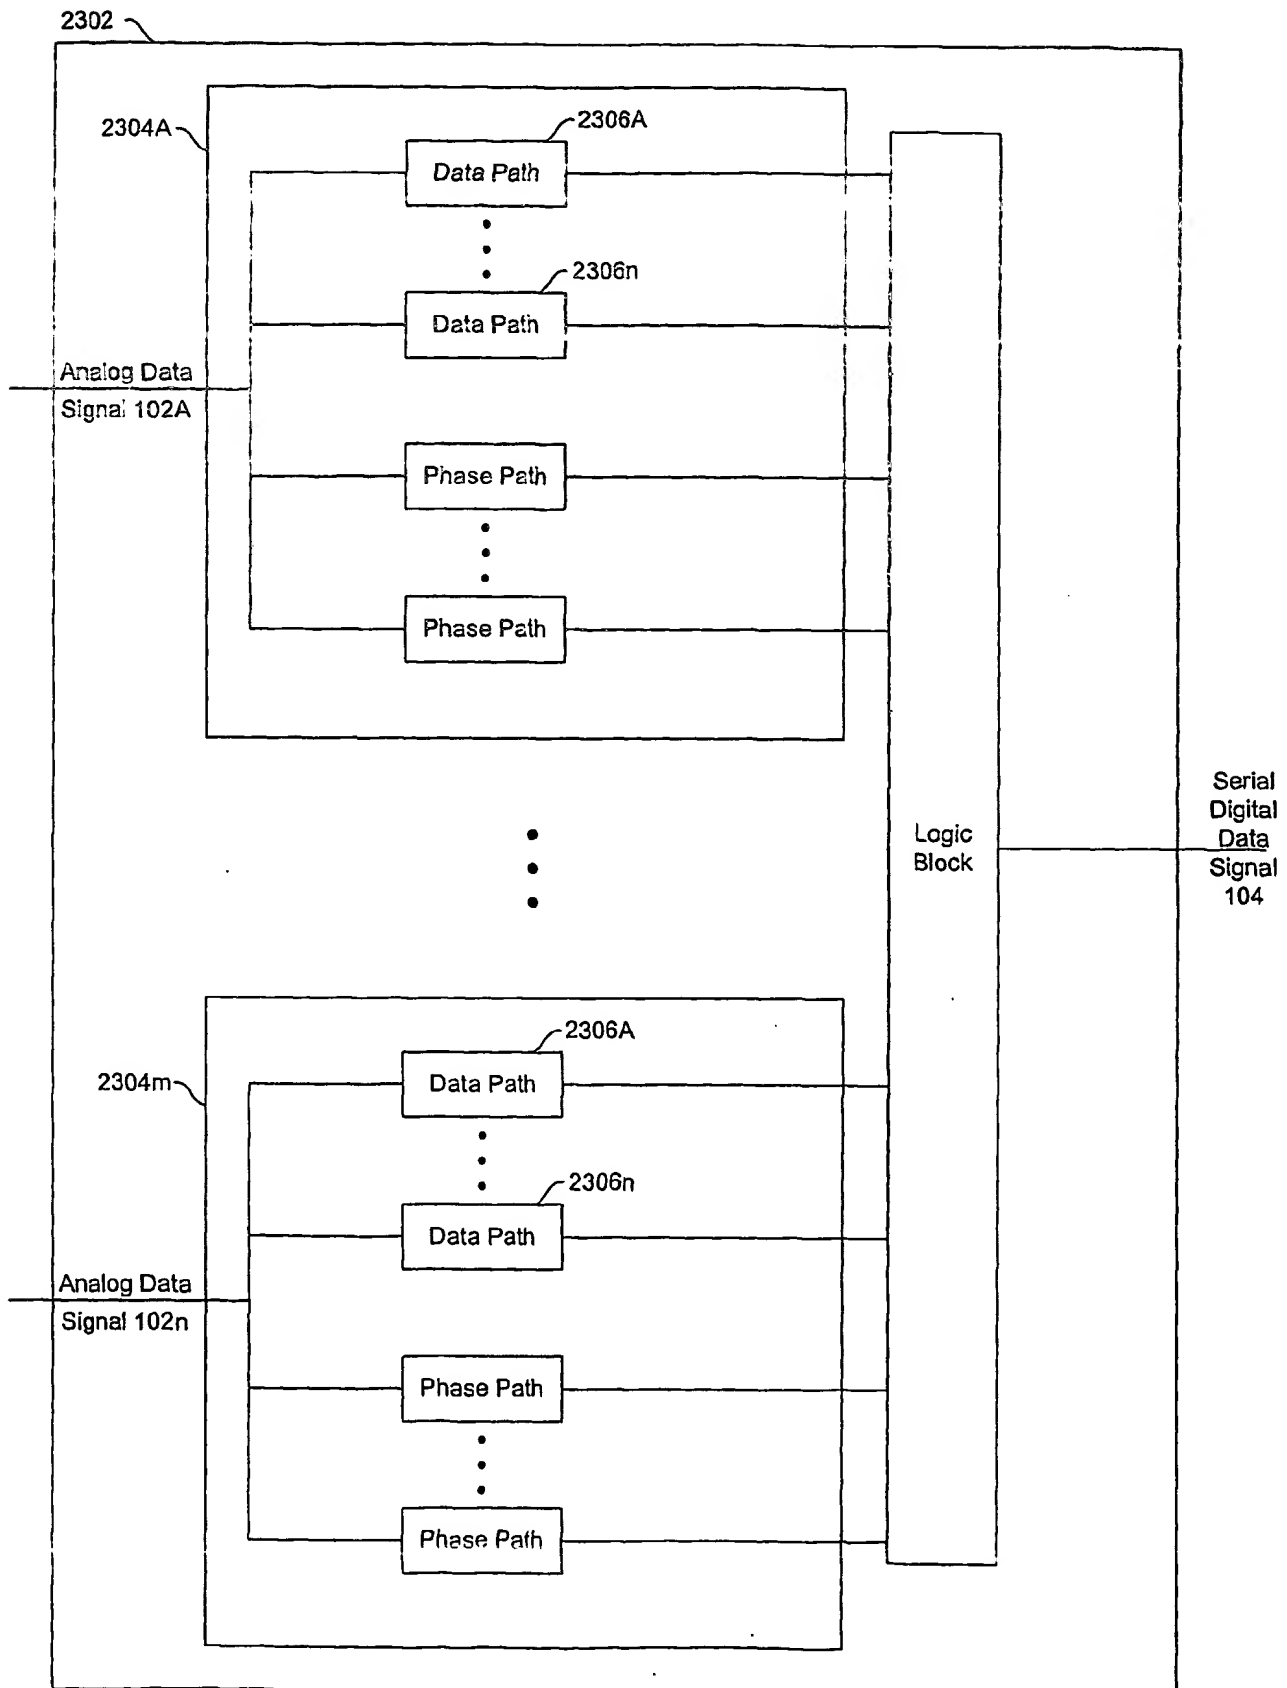 2302
2304A
2306A
Data Path
2306n
Data Path
Analog Data
Signal 102A
Phase Path
Phase Path
Serial
Digital
Data
Signal
104
Logic
Block
2306A
2304m
Data Path
2306n
Data Path
Analog Data
Signal 102n
Phase Path
Phase Path